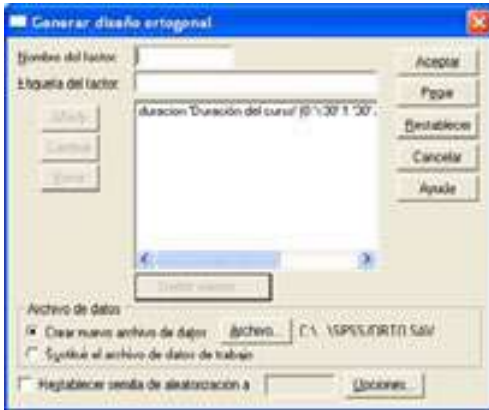 Generar diseño ortogonal
Nombre del factor:
Aceptar
Etiqueta del factor:
Pegar
Añadir
duracion 'Duración del curso' (0 '<30' 1 '30'
Restablecer
Cambiar
Cancelar
Borrar
Ayuda
Definir valores
Archivo de datos
Crear nuevo archivo de datos
Archivo...
C:\...\SPSS\ORTO.SAV
Sustituir el archivo de datos de trabajo
Restablecer semilla de aleatorización a
Opciones...